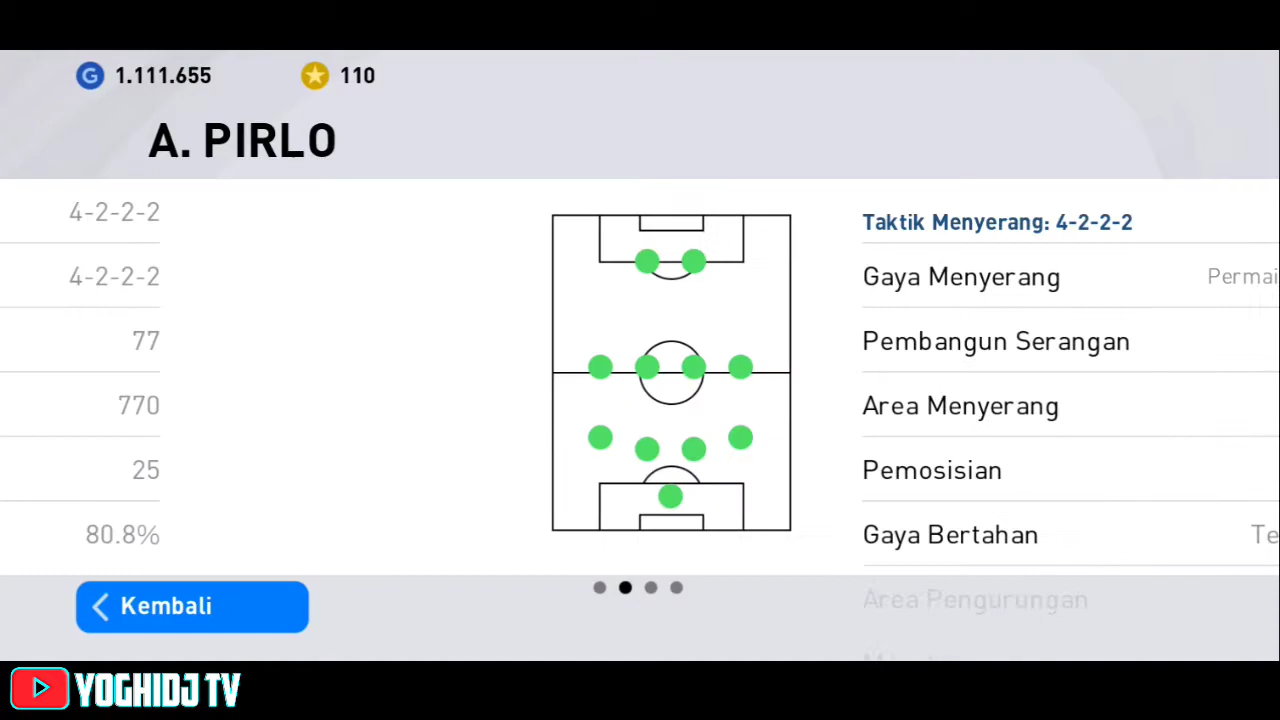 G 1.111.655 110
A. PIRLO
4-2-2-2
4-2-2-2
77
770
25
80.8%
Taktik Menyerang: 4-2-2-2
Gaya Menyerang Permai
Pembangun Serangan
Area Menyerang
Pemosisian
Gaya Bertahan Te
Area Pengurungan
Kembali
YOGHIDJ TV